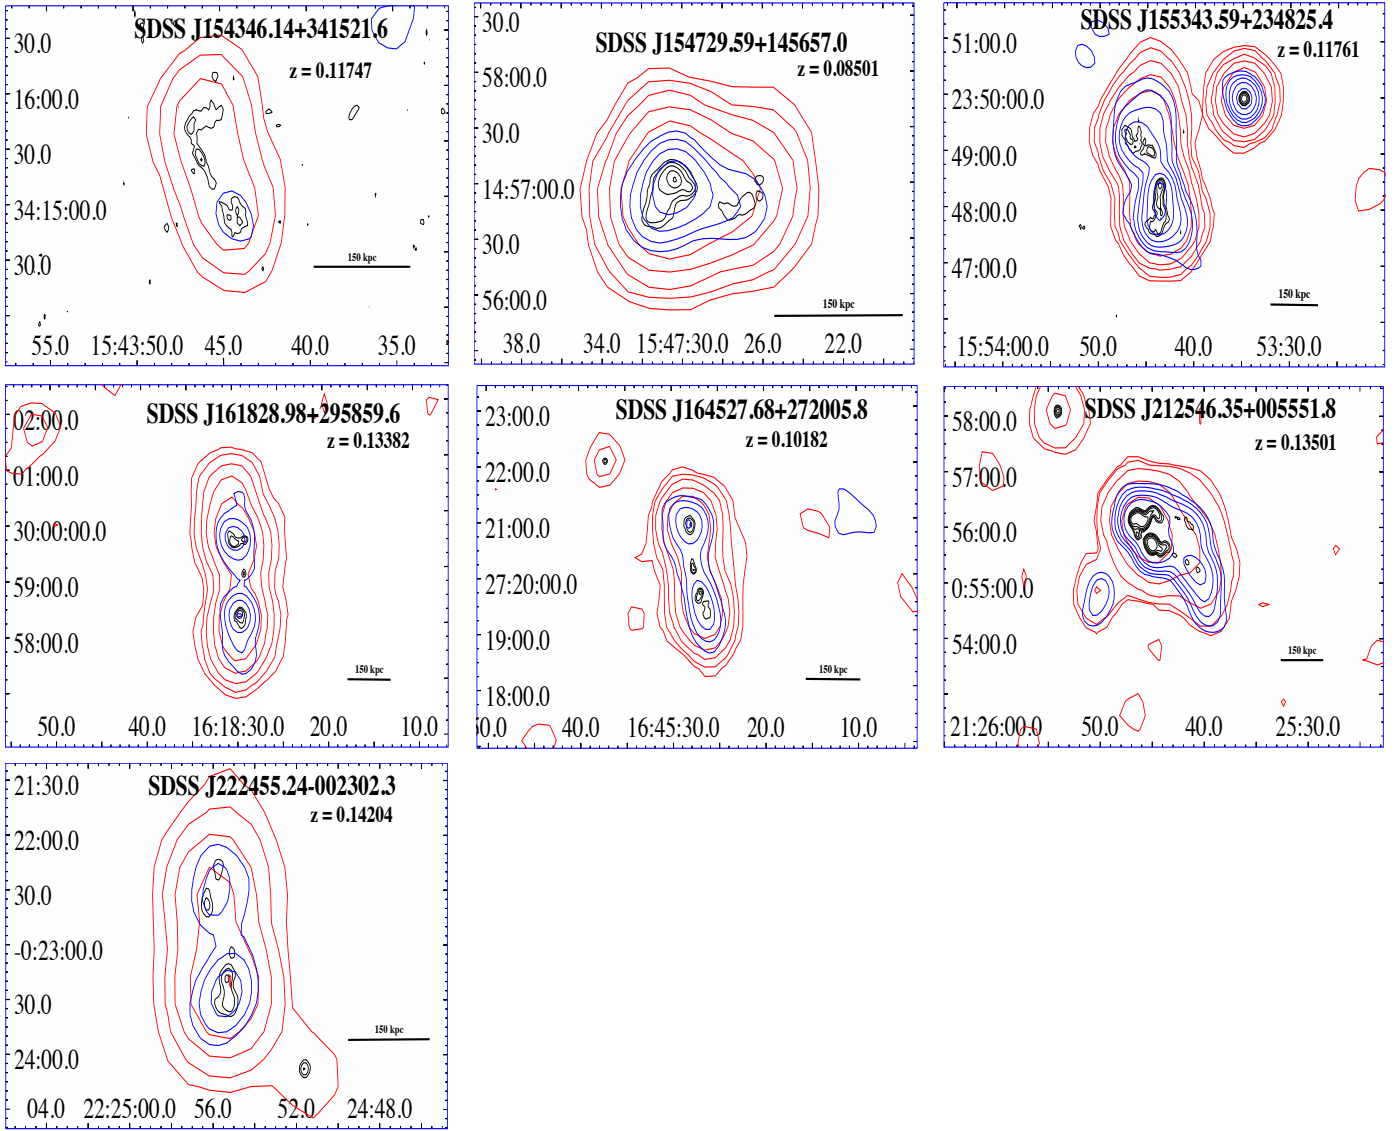 SDSS J154346.14+341521.6
z = 0.11747
30.0
16:00.0
30.0
34:15:00.0
30.0
150 kpc
55.0 15:43:50.0 45.0 40.0 35.0
SDSS J154729.59+145657.0
z = 0.08501
30.0
58:00.0
30.0
14:57:00.0
30.0
56:00.0
150 kpc
38.0 34.0 15:47:30.0 26.0 22.0
SDSS J155343.59+234825.4
z = 0.11761
51:00.0
23:50:00.0
49:00.0
48:00.0
47:00.0
150 kpc
15:54:00.0 50.0 40.0 53:30.0
SDSS J161828.98+295859.6
z = 0.13382
02:00.0
01:00.0
30:00:00.0
59:00.0
58:00.0
150 kpc
50.0 40.0 16:18:30.0 20.0 10.0
SDSS J164527.68+272005.8
z = 0.10182
23:00.0
22:00.0
21:00.0
27:20:00.0
19:00.0
18:00.0
150 kpc
40.0 16:45:30.0 20.0 10.0
SDSS J212546.35+005551.8
z = 0.13501
58:00.0
57:00.0
56:00.0
0:55:00.0
54:00.0
150 kpc
21:26:00.0 50.0 40.0 25:30.0
SDSS J222455.24-002302.3
z = 0.14204
21:30.0
22:00.0
30.0
-0:23:00.0
30.0
24:00.0
150 kpc
04.0 22:25:00.0 56.0 52.0 24:48.0